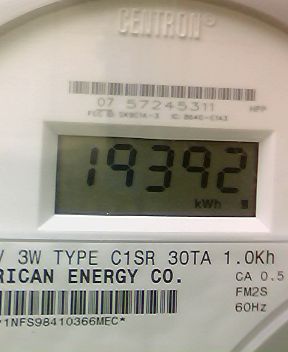 CENTRON®
07 57245311
19392
kWh
V 3W TYPE C1SR 30TA 1.0Kh
RICAN ENERGY CO.
CA 0.5
FM2S
60Hz
*1NFS98410366MEC*